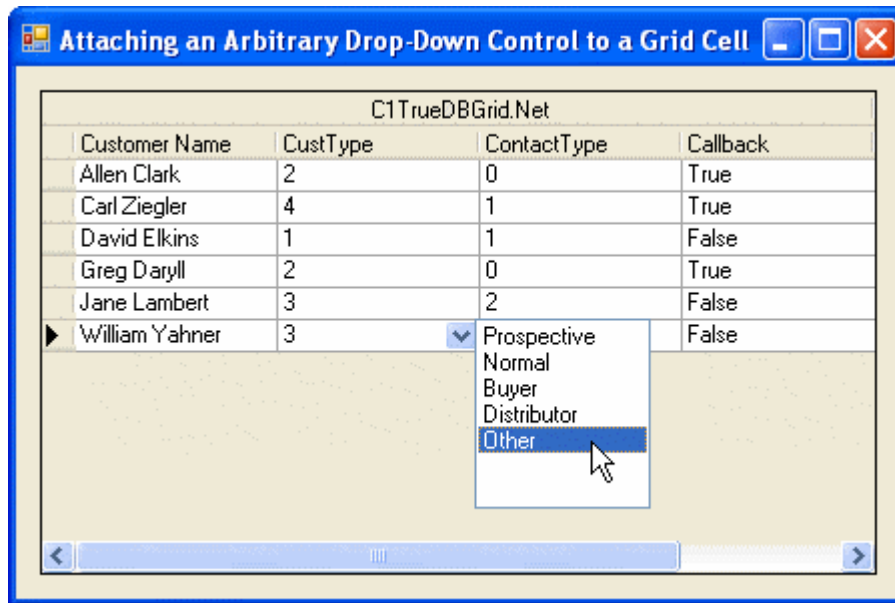 Attaching an Arbitrary Drop-Down Control to a Grid Cell
C1TrueDBGrid.Net
Customer Name CustType ContactType Callback
Allen Clark 2 0 True
Carl Ziegler 4 1 True
David Elkins 1 1 False
Greg Daryll 2 0 True
Jane Lambert 3 2 False
William Yahner 3 False
Prospective
Normal
Buyer
Distributor
Other